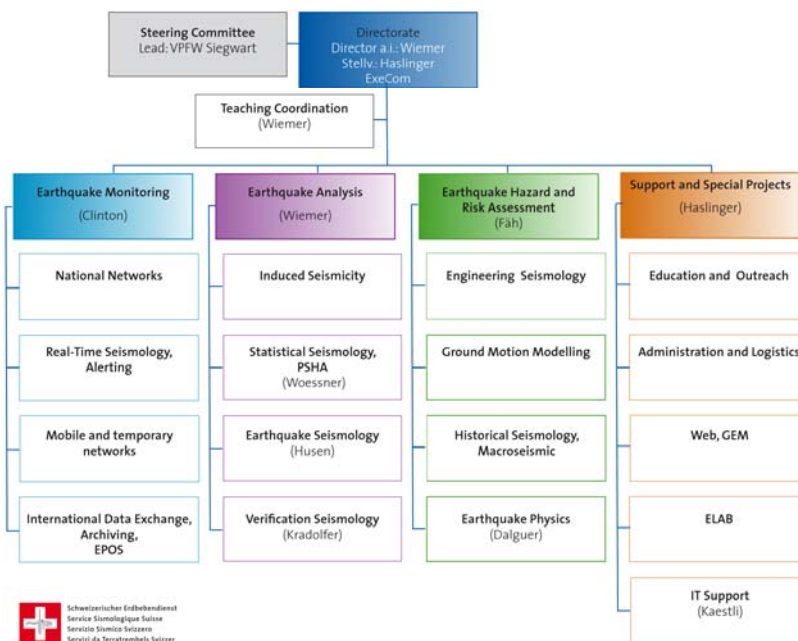 Steering Committee
Lead: VPFW Siegwart
Directorate
Director a.i.: Wiemer
Stellv.: Haslinger
ExeCom
Teaching Coordination
(Wiemer)
Earthquake Monitoring
(Clinton)
National Networks
Real-Time Seismology,
Alerting
Mobile and temporary
networks
International Data Exchange,
Archiving,
EPOS
Earthquake Analysis
(Wiemer)
Induced Seismicity
Statistical Seismology,
PSHA
(Woessner)
Earthquake Seismology
(Husen)
Verification Seismology
(Kradolfer)
Earthquake Hazard and
Risk Assessment
(Fäh)
Engineering Seismology
Ground Motion Modelling
Historical Seismology,
Macroseismic
Earthquake Physics
(Dalguer)
Support and Special Projects
(Haslinger)
Education and Outreach
Administration and Logistics
Web, GEM
ELAB
IT Support
(Kaestli)
Schweizerischer Erdbebendienst
Service Sismologique Suisse
Servizio Sismico Svizzero
Servizi da Terratrembels Svizzer